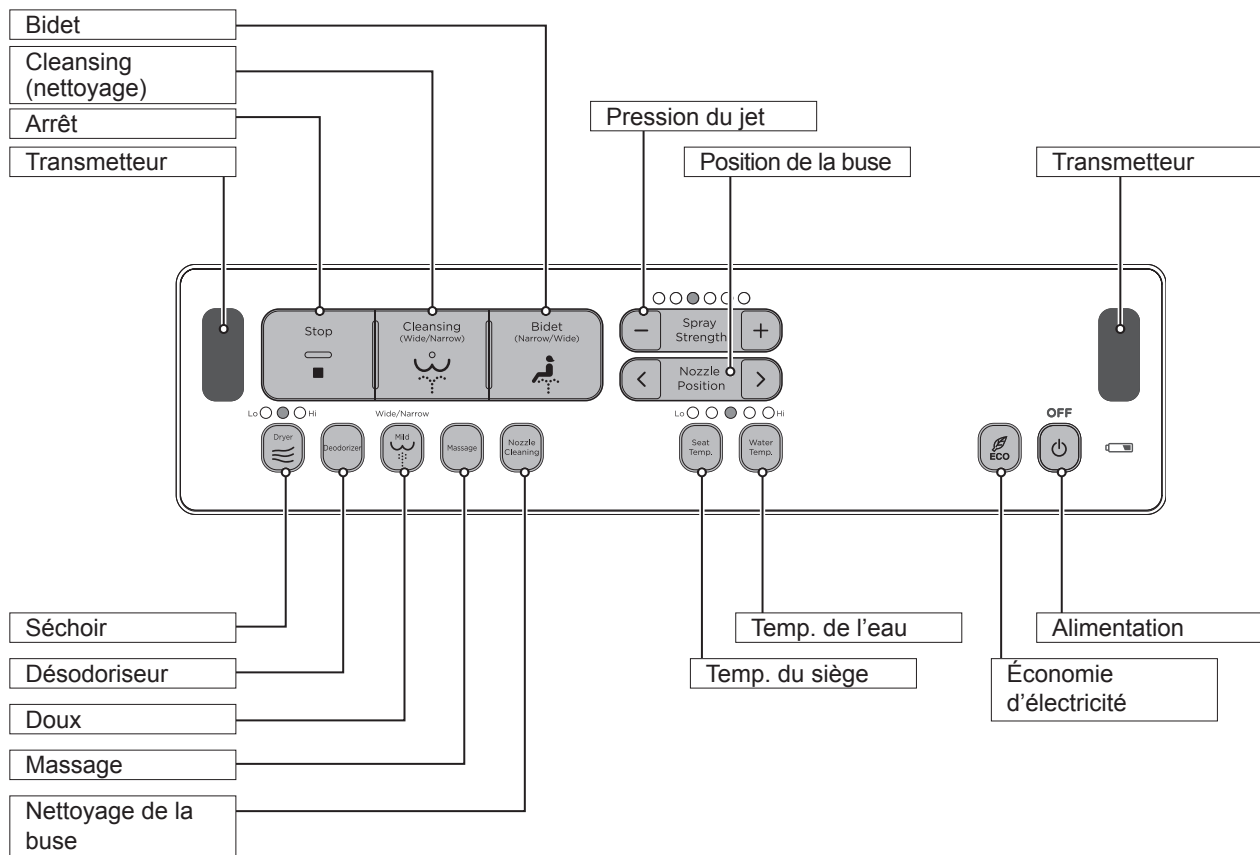 Bidet
Cleansing
(nettoyage)
Arrêt
Transmetteur
Pression du jet
Position de la buse
Transmetteur
Stop
Cleansing
(Wide/Narrow)
Bidet
(Narrow/Wide)
Spray
Strength
Nozzle
Position
Lo
Hi
Wide/Narrow
Lo
Hi
OFF
Dryer
Deodorizer
Mild
Massage
Nozzle
Cleaning
Seat
Temp.
Water
Temp.
ECO
Séchoir
Désodoriseur
Doux
Massage
Nettoyage de la
buse
Temp. de l’eau
Temp. du siège
Alimentation
Économie
d’électricité